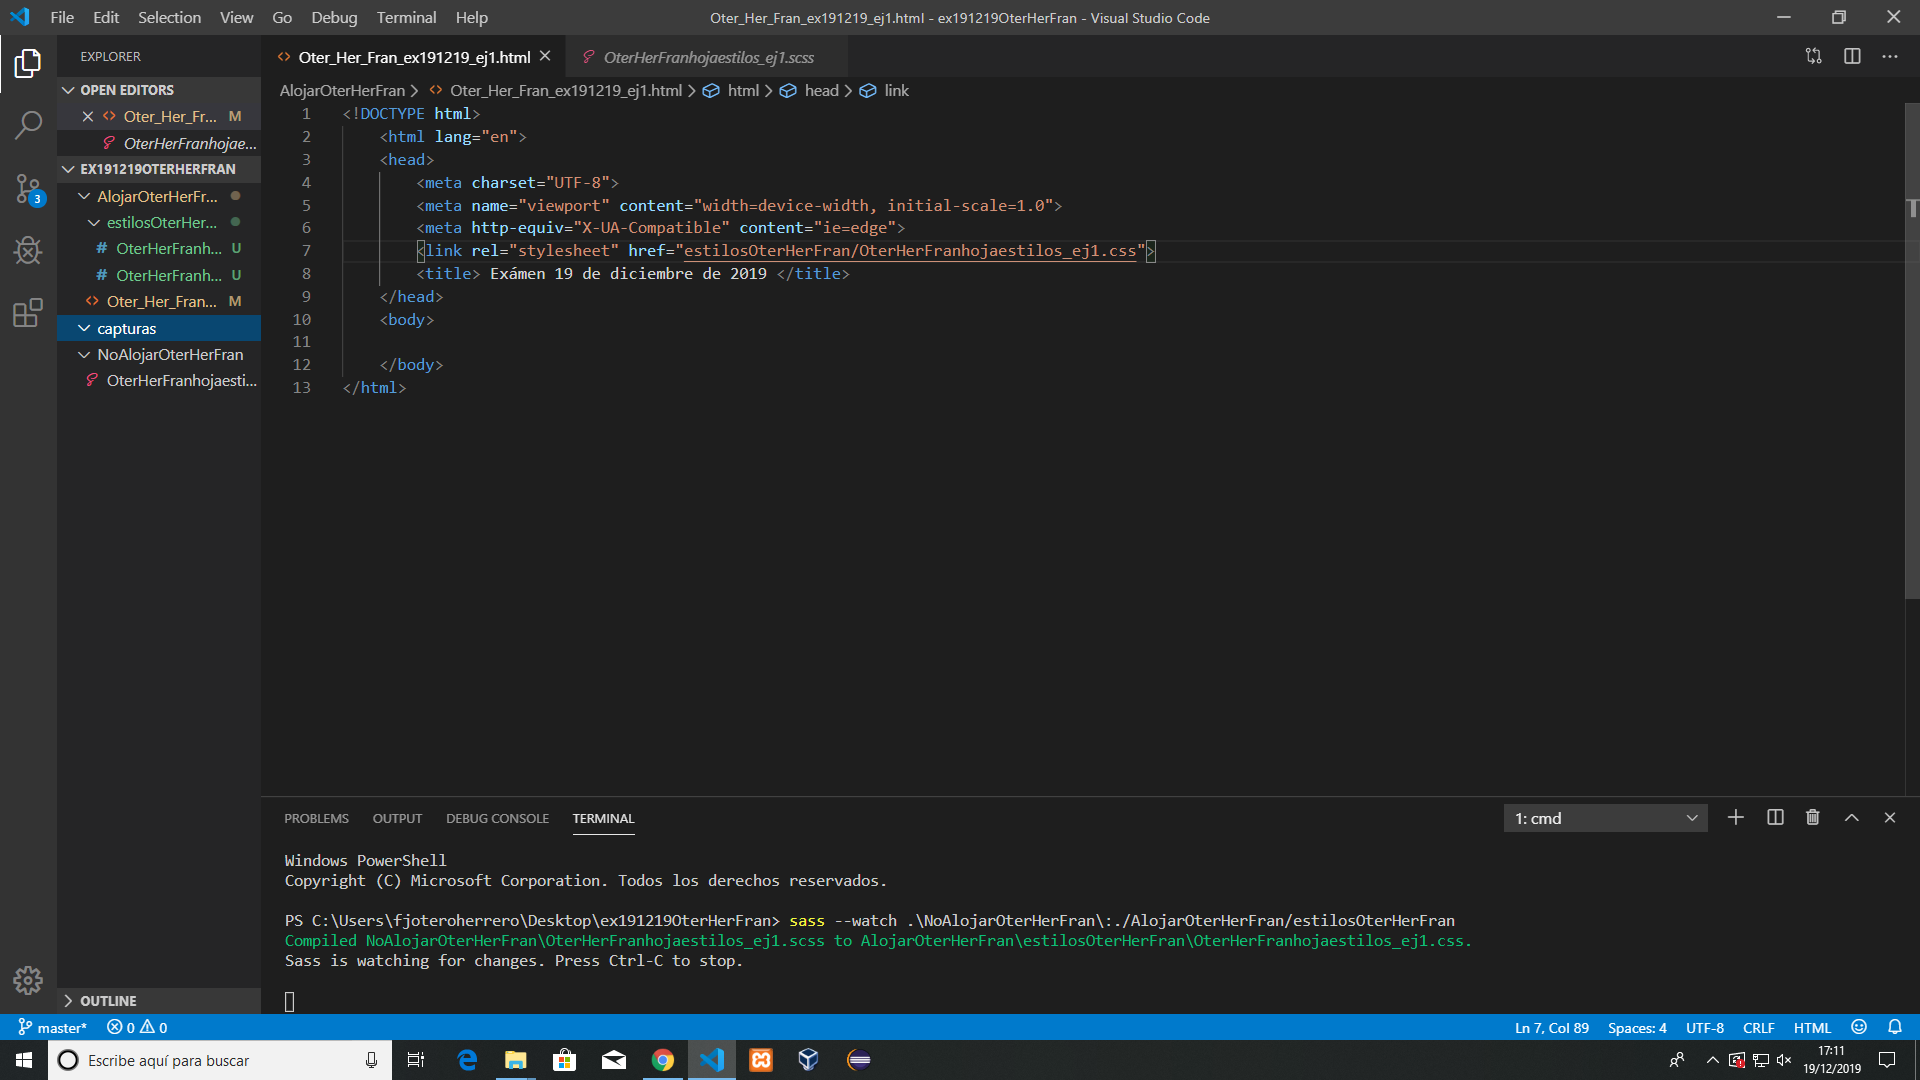 File Edit Selection View Go Debug Terminal Help
Oter_Her_Fran_ex191219_ej1.html - ex191219OterHerFran - Visual Studio Code
EXPLORER
OPEN EDITORS
Oter_Her_Fr... M
OterHerFranhojae...
EX191219OTERHERFRAN
AlojarOterHerFr...
estilosOterHer...
# OterHerFranh... U
# OterHerFranh... U
Oter_Her_Fran... M
capturas
NoAlojarOterHerFran
OterHerFranhojaesti...
OUTLINE
Oter_Her_Fran_ex191219_ej1.html
OterHerFranhojaestilos_ej1.scss
AlojarOterHerFran > Oter_Her_Fran_ex191219_ej1.html > html > head > link
1 <!DOCTYPE html>
2 <html lang="en">
3 <head>
4 <meta charset="UTF-8">
5 <meta name="viewport" content="width=device-width, initial-scale=1.0">
6 <meta http-equiv="X-UA-Compatible" content="ie=edge">
7 <link rel="stylesheet" href="estilosOterHerFran/OterHerFranhojaestilos_ej1.css">
8 <title> Exámen 19 de diciembre de 2019 </title>
9 </head>
10 <body>
11
12 </body>
13 </html>
PROBLEMS OUTPUT DEBUG CONSOLE TERMINAL
1: cmd
Windows PowerShell
Copyright (C) Microsoft Corporation. Todos los derechos reservados.
PS C:\Users\fjoteroherrero\Desktop\ex191219OterHerFran> sass --watch .\NoAlojarOterHerFran\:./AlojarOterHerFran/estilosOterHerFran
Compiled NoAlojarOterHerFran\OterHerFranhojaestilos_ej1.scss to AlojarOterHerFran\estilosOterHerFran\OterHerFranhojaestilos_ej1.css.
Sass is watching for changes. Press Ctrl-C to stop.
master* 0 0
Ln 7, Col 89 Spaces: 4 UTF-8 CRLF HTML
Escribe aquí para buscar
17:11
19/12/2019
3